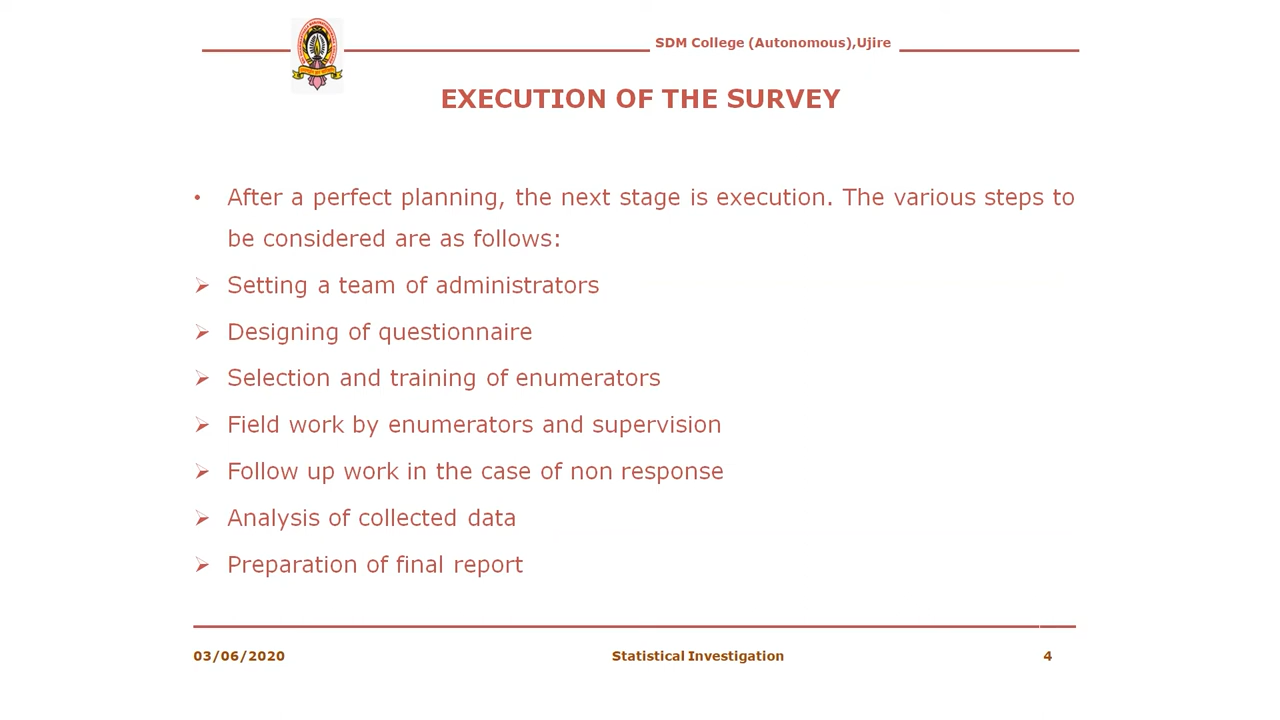 SDM College (Autonomous),Ujire
EXECUTION OF THE SURVEY
• After a perfect planning, the next stage is execution. The various steps to
be considered are as follows:
➢ Setting a team of administrators
➢ Designing of questionnaire
➢ Selection and training of enumerators
➢ Field work by enumerators and supervision
➢ Follow up work in the case of non response
➢ Analysis of collected data
➢ Preparation of final report
03/06/2020 Statistical Investigation 4